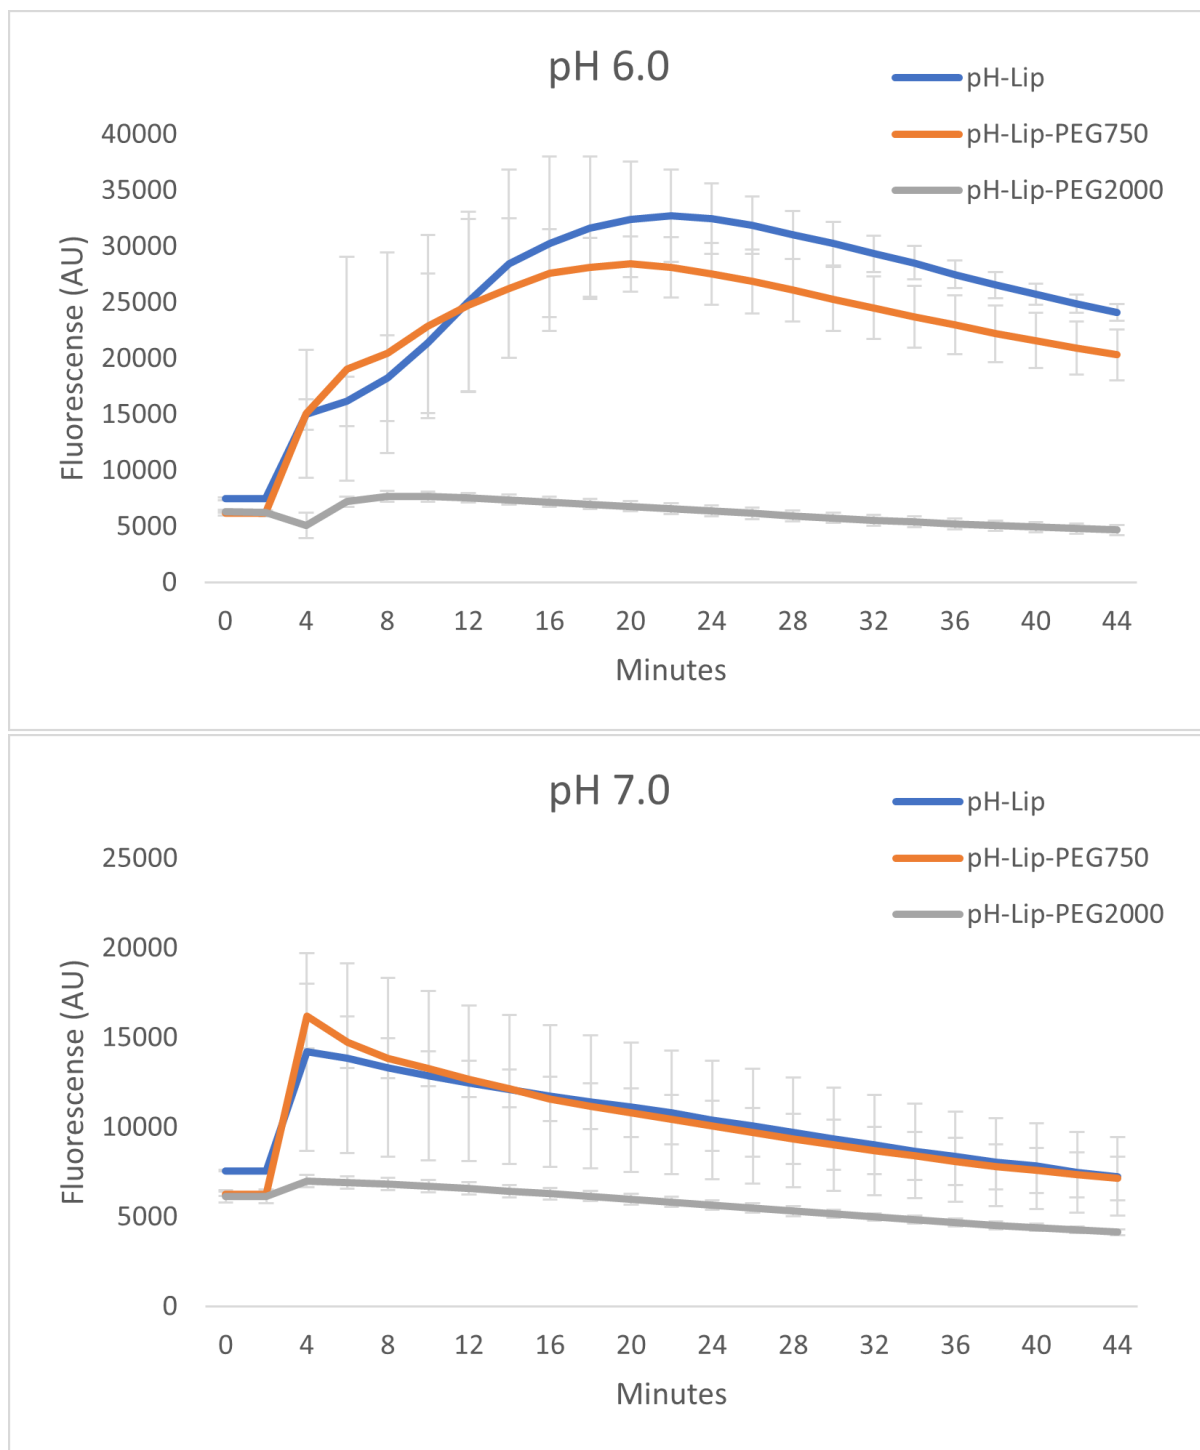 pH 6.0
pH-Lip
pH-Lip-PEG750
pH-Lip-PEG2000
Fluorescense (AU)
40000
35000
30000
25000
20000
15000
10000
5000
0
0 4 8 12 16 20 24 28 32 36 40 44
Minutes
pH 7.0
pH-Lip
pH-Lip-PEG750
pH-Lip-PEG2000
Fluorescense (AU)
25000
20000
15000
10000
5000
0
0 4 8 12 16 20 24 28 32 36 40 44
Minutes